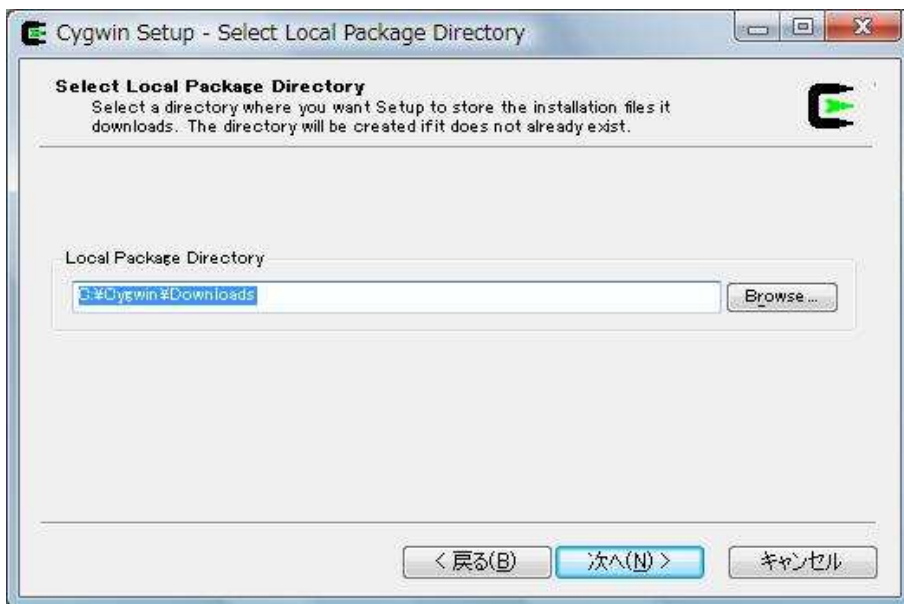 Cygwin Setup - Select Local Package Directory
Select Local Package Directory
Select a directory where you want Setup to store the installation files it
downloads. The directory will be created if it does not already exist.
Local Package Directory
C:¥Cygwin¥Downloads
Browse...
< 戻る(B)
次へ(N) >
キャンセル